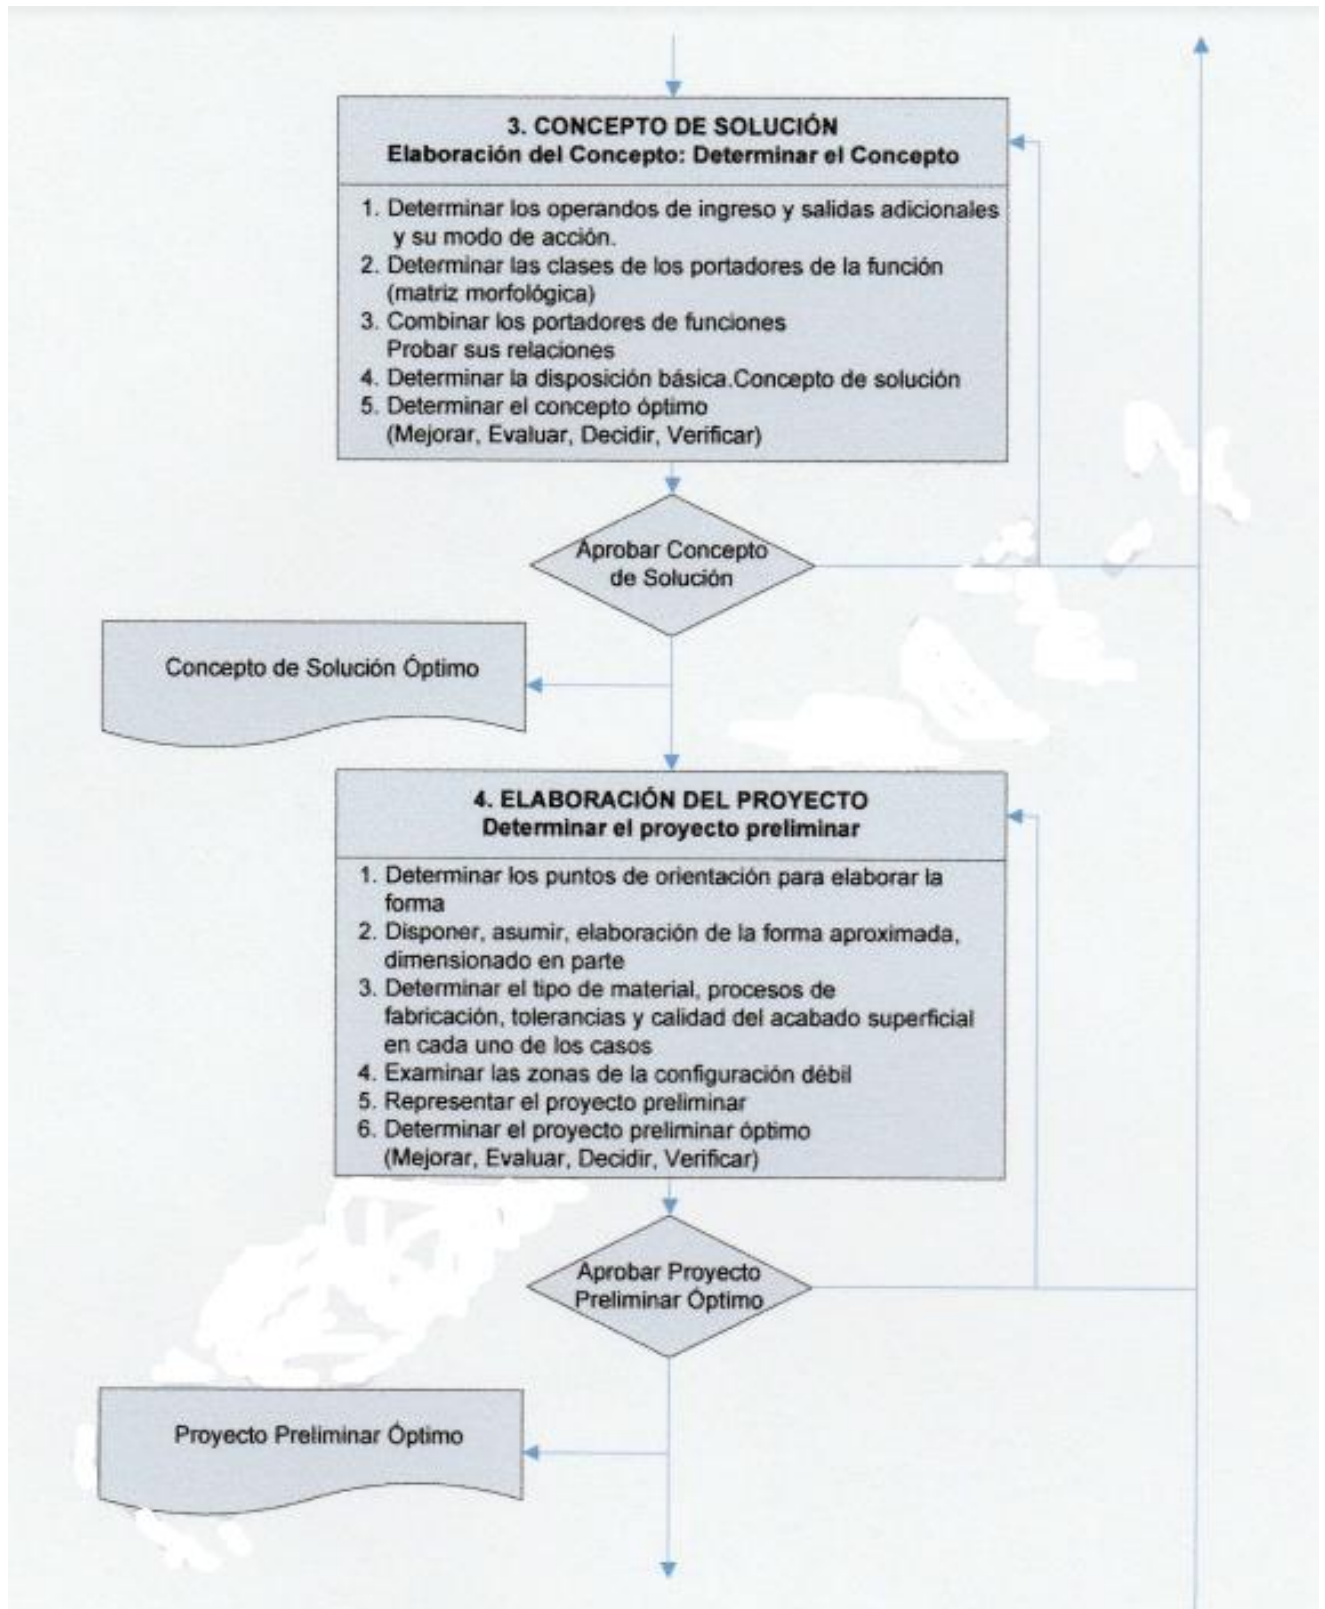 3. CONCEPTO DE SOLUCIÓN
Elaboración del Concepto: Determinar el Concepto
1. Determinar los operandos de ingreso y salidas adicionales
y su modo de acción.
2. Determinar las clases de los portadores de la función
(matriz morfológica)
3. Combinar los portadores de funciones
Probar sus relaciones
4. Determinar la disposición básica.Concepto de solución
5. Determinar el concepto óptimo
(Mejorar, Evaluar, Decidir, Verificar)
Aprobar Concepto
de Solución
Concepto de Solución Óptimo
4. ELABORACIÓN DEL PROYECTO
Determinar el proyecto preliminar
1. Determinar los puntos de orientación para elaborar la
forma
2. Disponer, asumir, elaboración de la forma aproximada,
dimensionado en parte
3. Determinar el tipo de material, procesos de
fabricación, tolerancias y calidad del acabado superficial
en cada uno de los casos
4. Examinar las zonas de la configuración débil
5. Representar el proyecto preliminar
6. Determinar el proyecto preliminar óptimo
(Mejorar, Evaluar, Decidir, Verificar)
Aprobar Proyecto
Preliminar Óptimo
Proyecto Preliminar Óptimo